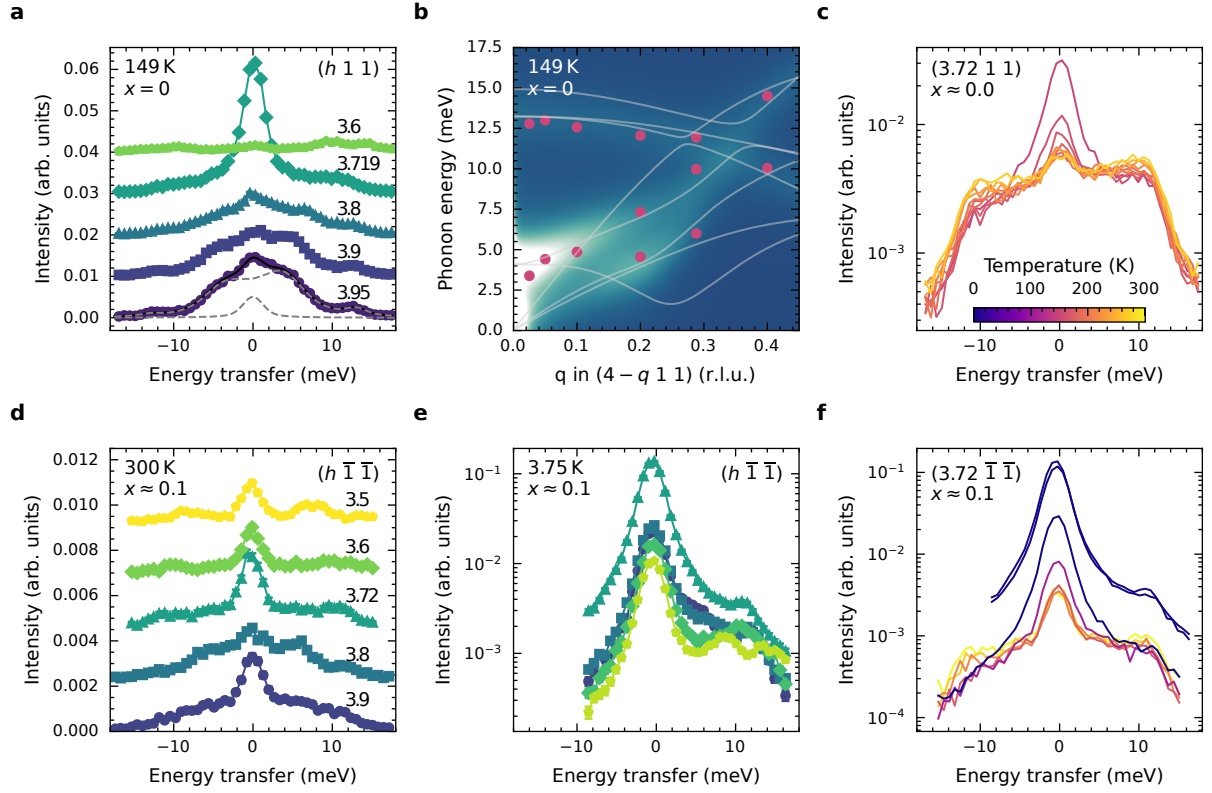 a
149 K
x = 0
(h 1 1)
3.6
3.719
3.8
3.9
3.95
0.06
0.05
0.04
0.03
0.02
0.01
0.00
Intensity (arb. units)
−10 0 10
Energy transfer (meV)
b
149 K
x = 0
17.5
15.0
12.5
10.0
7.5
5.0
2.5
0.0
Phonon energy (meV)
0.0 0.1 0.2 0.3 0.4
q in (4 − q 1 1) (r.l.u.)
c
(3.72 1 1)
x ≈ 0.0
10⁻²
10⁻³
Intensity (arb. units)
Temperature (K)
0 100 200 300
−10 0 10
Energy transfer (meV)
d
300 K
x ≈ 0.1
(h 1̅ 1̅)
3.5
3.6
3.72
3.8
3.9
0.012
0.010
0.008
0.006
0.004
0.002
0.000
Intensity (arb. units)
−10 0 10
Energy transfer (meV)
e
3.75 K
x ≈ 0.1
(h 1̅ 1̅)
10⁻¹
10⁻²
10⁻³
Intensity (arb. units)
−10 0 10
Energy transfer (meV)
f
(3.72 1̅ 1̅)
x ≈ 0.1
10⁻¹
10⁻²
10⁻³
10⁻⁴
Intensity (arb. units)
−10 0 10
Energy transfer (meV)